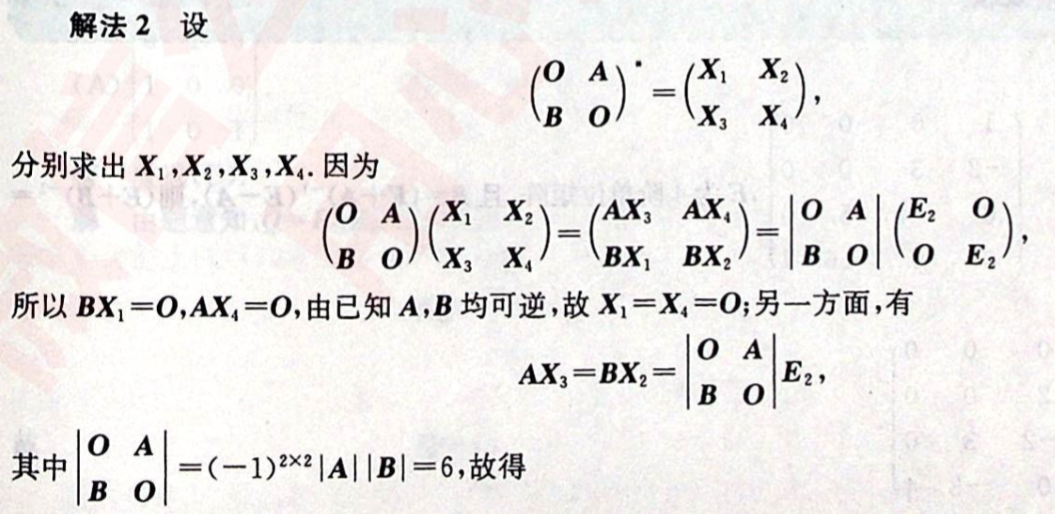 解法 2 设
$$\begin{pmatrix} O & A \\ B & O \end{pmatrix}^{*} = \begin{pmatrix} X_1 & X_2 \\ X_3 & X_4 \end{pmatrix},$$
分别求出 $X_1,X_2,X_3,X_4$. 因为
$$\begin{pmatrix} O & A \\ B & O \end{pmatrix}\begin{pmatrix} X_1 & X_2 \\ X_3 & X_4 \end{pmatrix} = \begin{pmatrix} AX_3 & AX_4 \\ BX_1 & BX_2 \end{pmatrix} = \begin{vmatrix} O & A \\ B & O \end{vmatrix}\begin{pmatrix} E_2 & O \\ O & E_2 \end{pmatrix},$$
所以 $BX_1=O,AX_4=O$,由已知 $A,B$ 均可逆,故 $X_1=X_4=O$;另一方面,有
$$AX_3=BX_2=\begin{vmatrix} O & A \\ B & O \end{vmatrix}E_2,$$
其中$\begin{vmatrix} O & A \\ B & O \end{vmatrix}=(-1)^{2\times 2}|A||B|=6$,故得